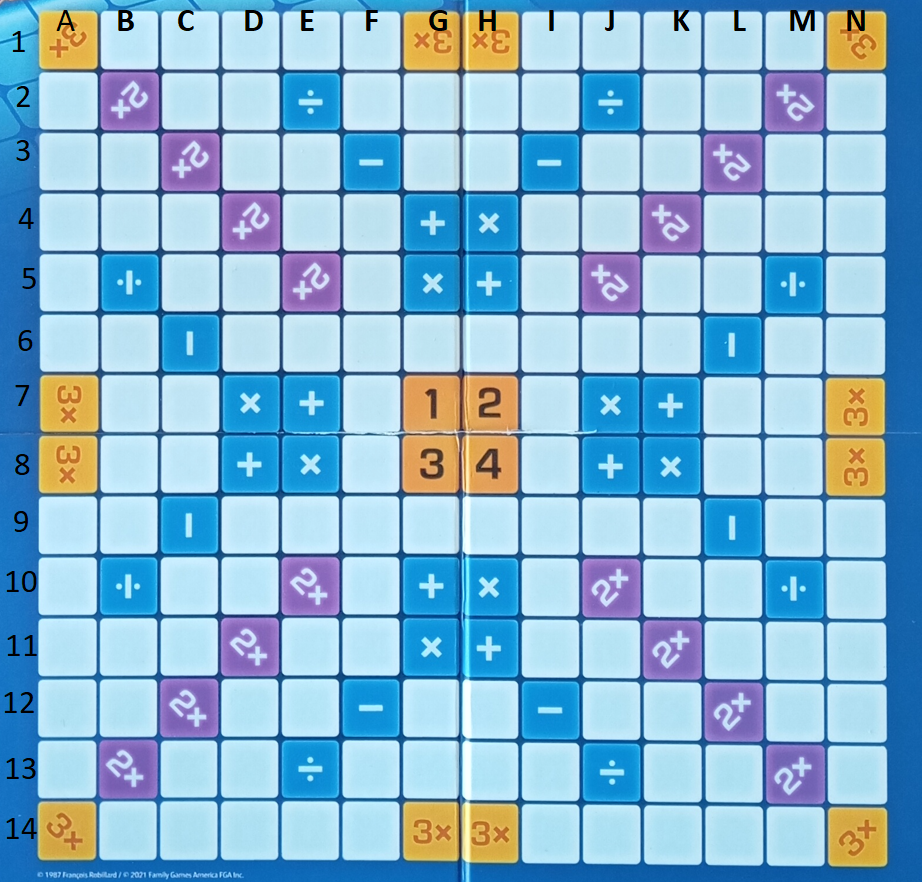 A B C D E F G H I J K L M N
1 3× 3× 3× 3×
2 2× ÷ ÷ 2×
3 2× − − 2×
4 2× + × 2×
5 ÷ 2× × + 2× ÷
6 − −
7 3× × + 1 2 × + 3×
8 3× + × 3 4 + × 3×
9 − −
10 ÷ 2× + × 2× ÷
11 2× × + 2×
12 2× − − 2×
13 2× ÷ ÷ 2×
14 3× 3× 3× 3×
© 1987 François Robillard / © 2021 Family Games America FGA Inc.